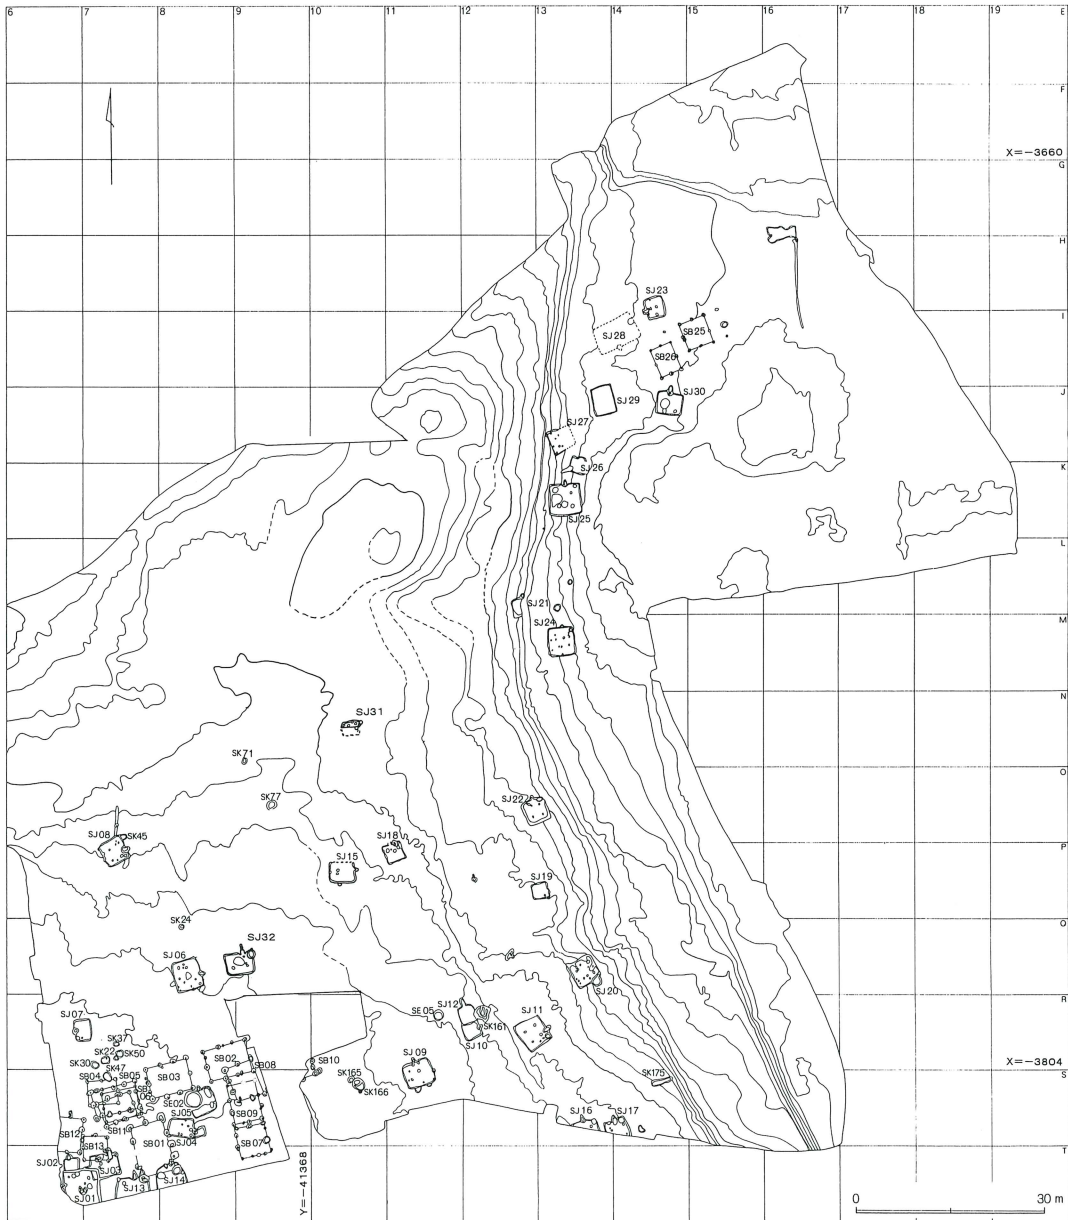 6 7 8 9 10 11 12 13 14 15 16 17 18 19 E
F
X=−3660
G
H
SJ23
I
SB25
SJ28
SB26
J
SJ29 SJ30
SJ27
K
SJ26
SJ25
L
SJ21
M
SJ24
N
SJ31
SK71
O
SK77
SJ22
SJ08 SK45 SJ18
P
SJ15
SJ19
SK24
SJ32
SJ06
SJ20
R
SJ07 SE05 SJ12 SJ11
SK161
SK37
SJ10
SK22 SK50
SK30 SB02 SB08 SB10 SJ09 X=−3804
SK47 SB03
SB04 SB05 SK165 SK175 S
SK166
SE02
SJ05 SB09 SJ16 SJ17
SB12 SB11 SB01 SJ04 SB07
SB13 T
SJ02 SJ03
SJ14
SJ01 SJ13
Y=−41368
0 30 m